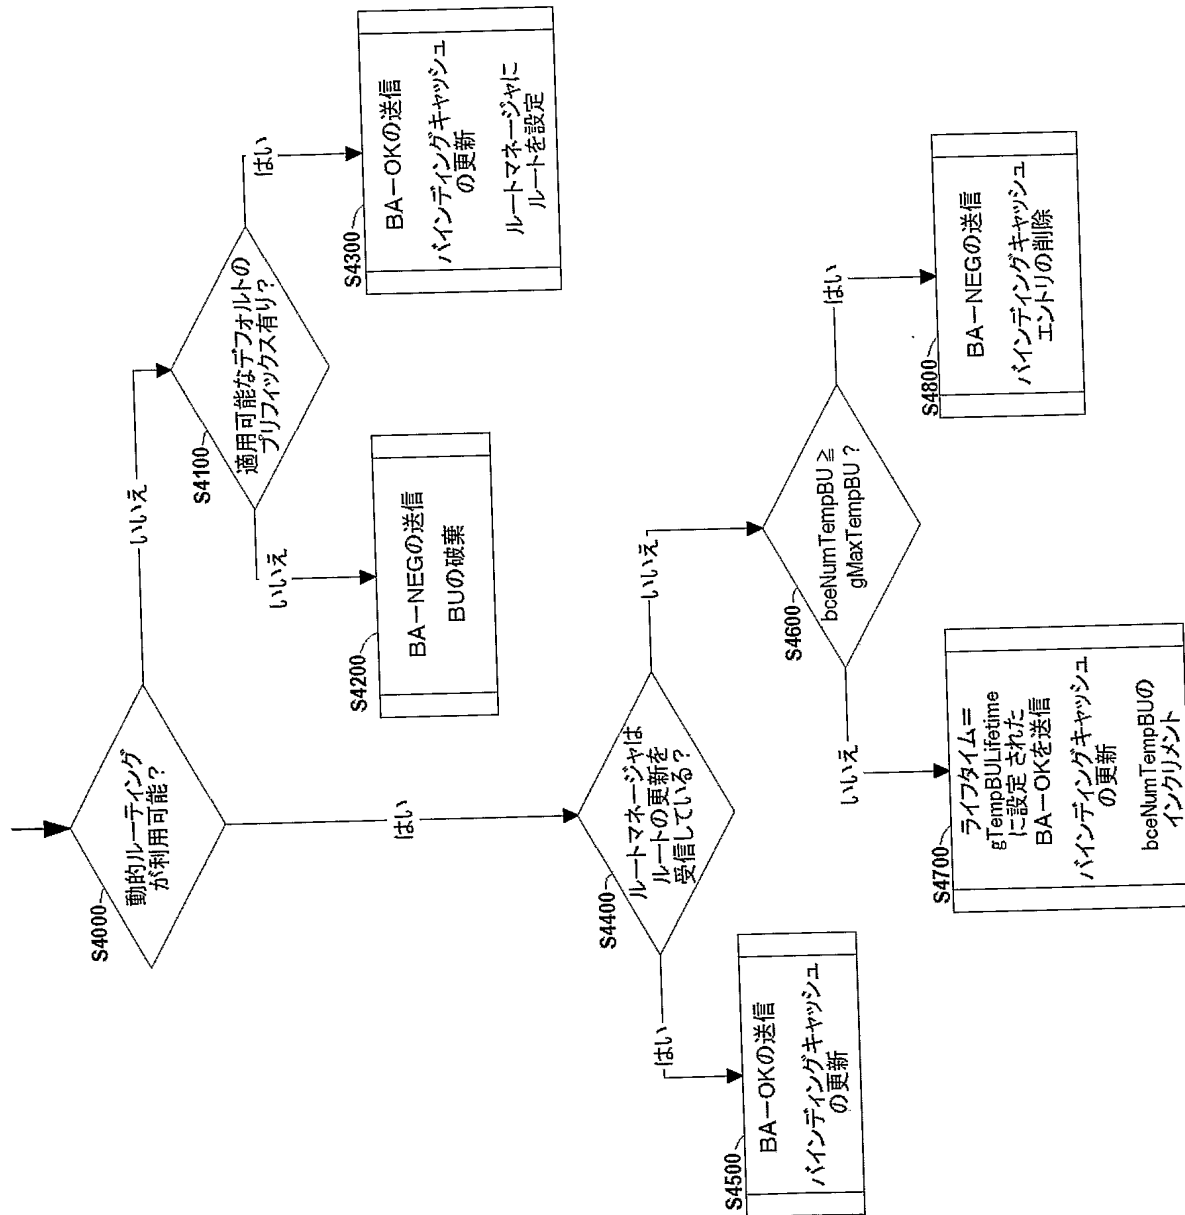 S4000
動的ルーティング
が利用可能?
いいえ
はい
S4100
適用可能なデフォルトの
プリフィックス有り?
いいえ
はい
S4200
BA－NEGの送信
BUの破棄
S4300
BA－OKの送信
バインディングキャッシュ
の更新
ルートマネージャに
ルートを設定
S4400
ルートマネージャは
ルートの更新を
受信している?
はい
いいえ
S4500
BA－OKの送信
バインディングキャッシュ
の更新
S4600
bceNumTempBU≧
gMaxTempBU?
いいえ
はい
S4700
ライフタイム=
gTempBULifetime
に設定 された
BA－OKを送信
バインディングキャッシュ
の更新
bceNumTempBUの
インクリメント
S4800
BA－NEGの送信
バインディングキャッシュ
エントリの削除